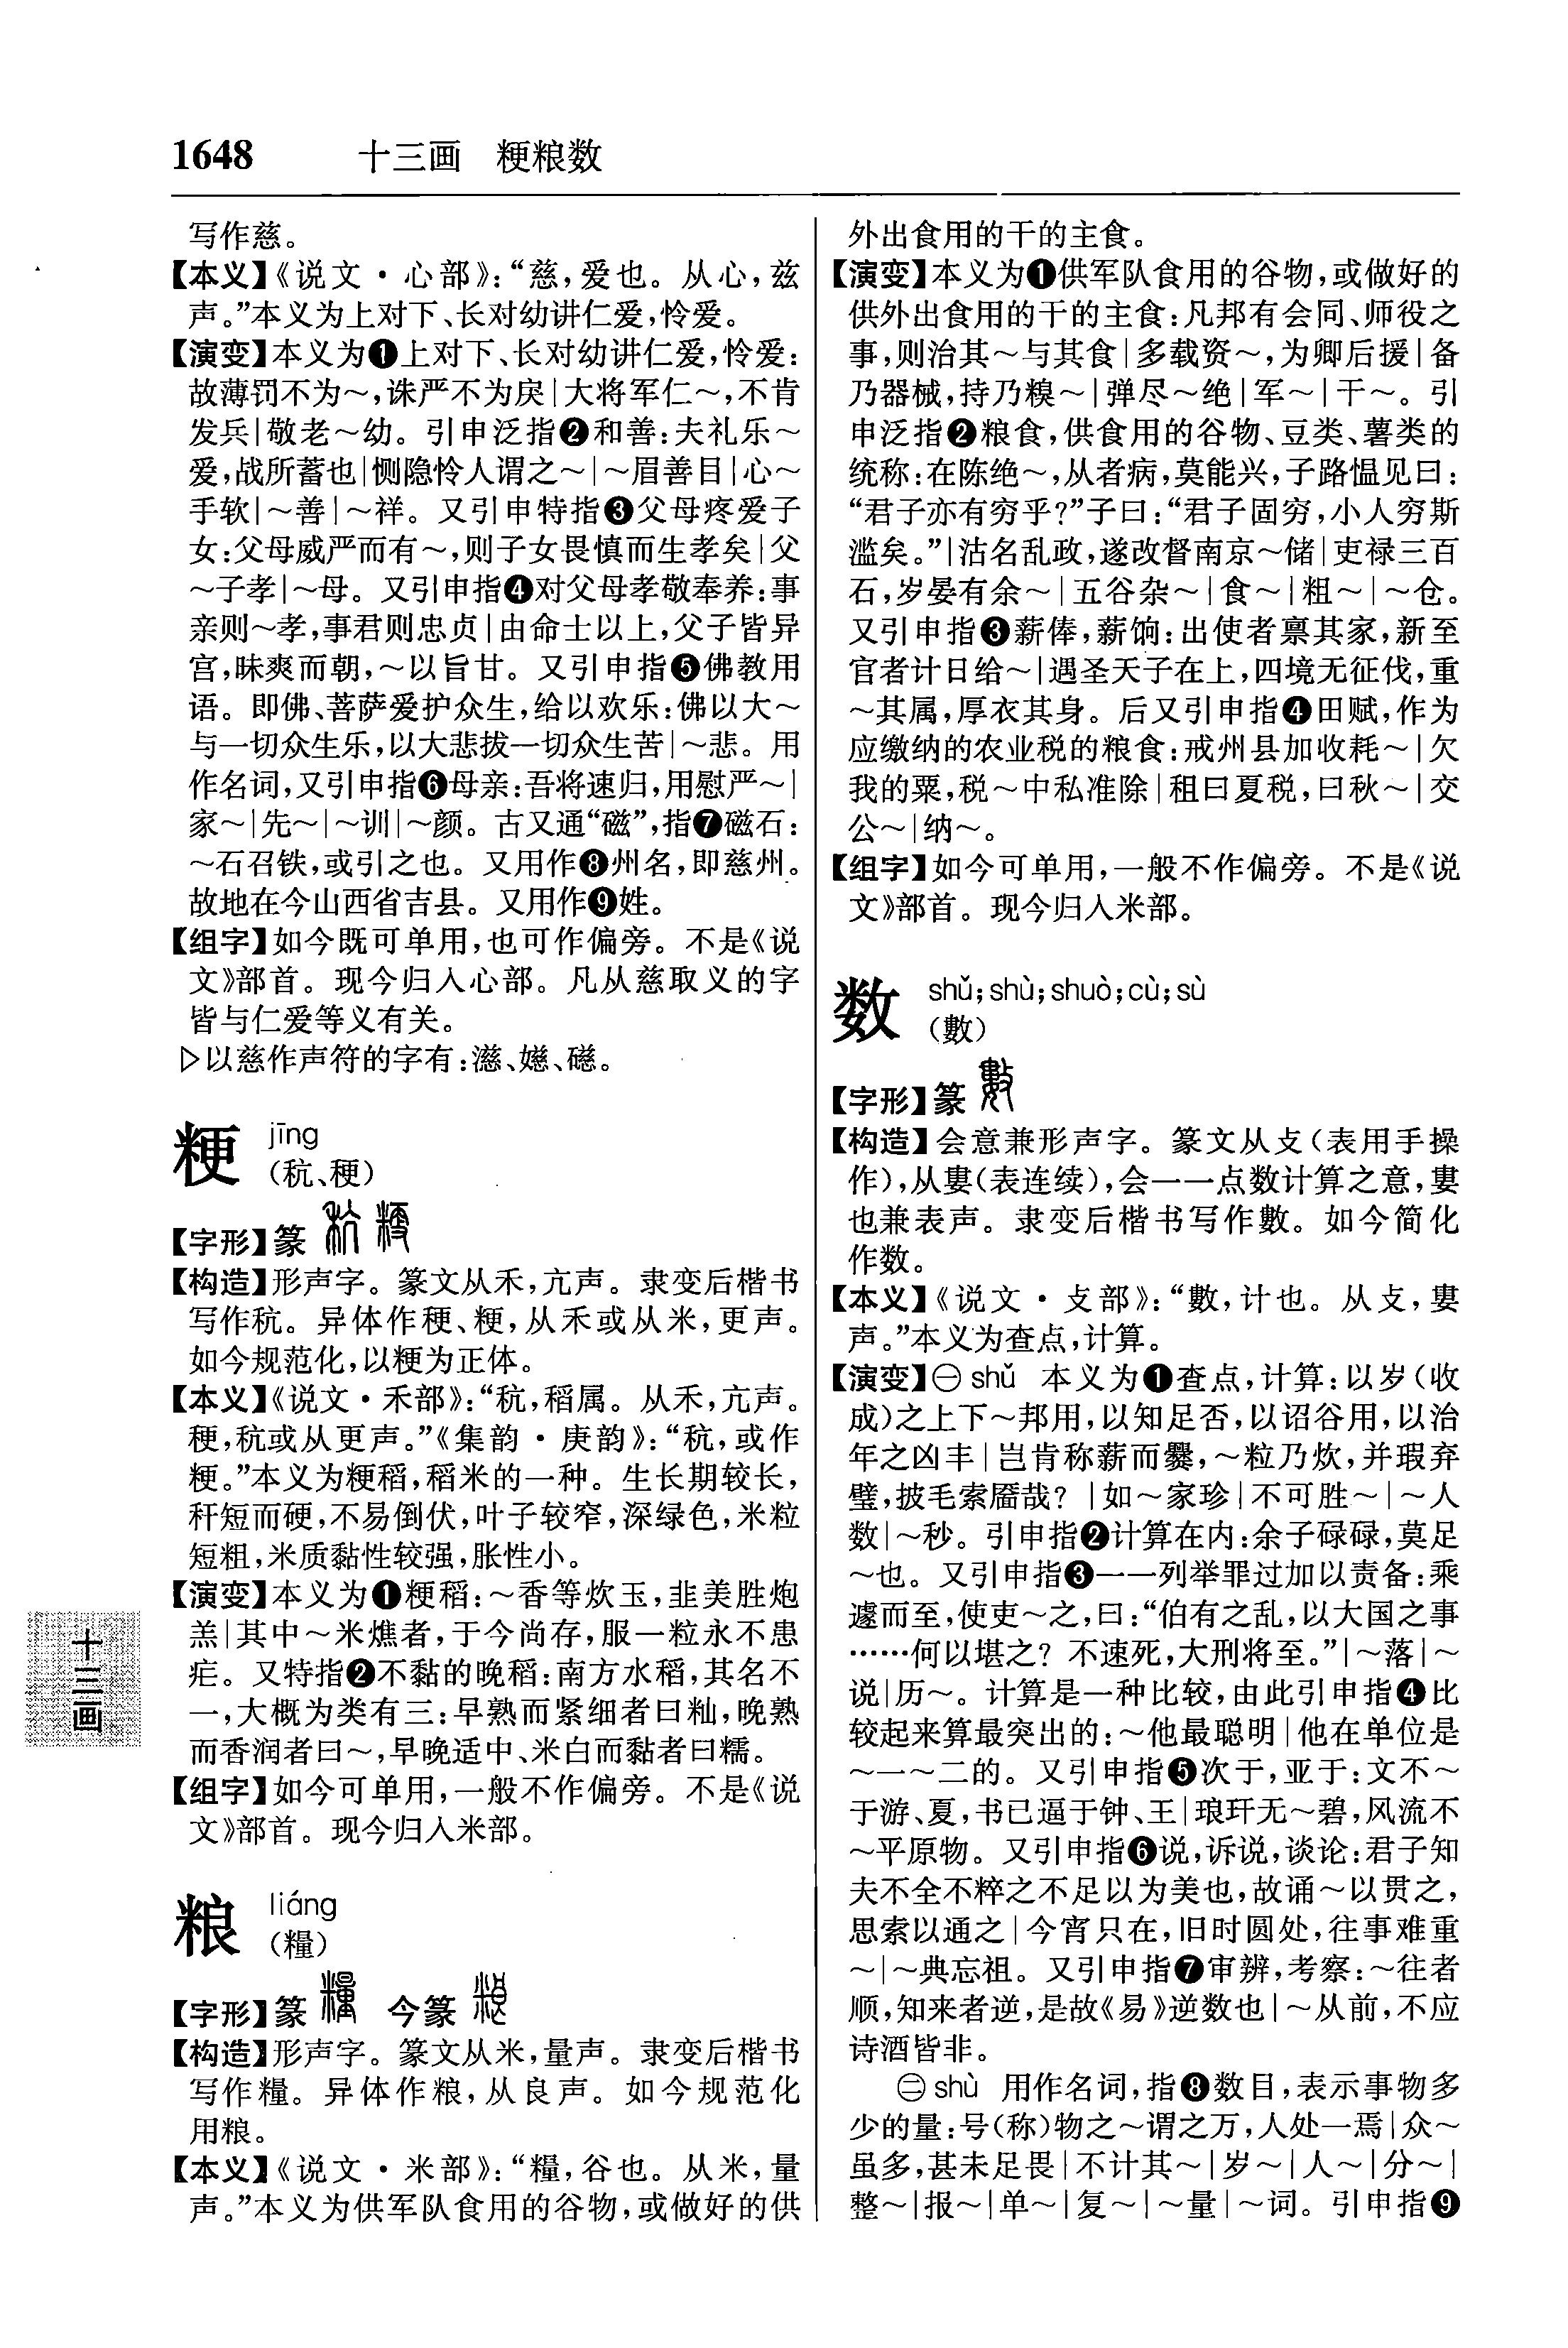 1648 十三画 粳粮数
写作慈。
【本义】《说文·心部》：“慈，爱也。从心，兹
声。”本义为上对下、长对幼讲仁爱，怜爱。
【演变】本义为❶上对下、长对幼讲仁爱，怜爱：
故薄罚不为～，诛严不为戾|大将军仁～，不肯
发兵|敬老～幼。引申泛指❷和善：夫礼乐～
爱，战所蓄也|恻隐怜人谓之～|～眉善目|心～
手软|～善|～祥。又引申特指❸父母疼爱子
女：父母威严而有～，则子女畏慎而生孝矣|父
～子孝|～母。又引申指❹对父母孝敬奉养：事
亲则～孝，事君则忠贞|由命士以上，父子皆异
宫，昧爽而朝，～以旨甘。又引申指❺佛教用
语。即佛、菩萨爱护众生，给以欢乐：佛以大～
与一切众生乐，以大悲拔一切众生苦|～悲。用
作名词，又引申指❻母亲：吾将速归，用慰严～|
家～|先～|～训|～颜。古又通“磁”，指❼磁石：
～石召铁，或引之也。又用作❽州名，即慈州。
故地在今山西省吉县。又用作❾姓。
【组字】如今既可单用，也可作偏旁。不是《说
文》部首。现今归入心部。凡从慈取义的字
皆与仁爱等义有关。
▷以慈作声符的字有：濨、嬨、礠。
粳 jīng
（秔、稉）
【字形】篆
【构造】形声字。篆文从禾，亢声。隶变后楷书
写作秔。异体作稉、粳，从禾或从米，更声。
如今规范化，以粳为正体。
【本义】《说文·禾部》：“秔，稻属。从禾，亢声。
稉，秔或从更声。”《集韵·庚韵》：“秔，或作
粳。”本义为粳稻，稻米的一种。生长期较长，
秆短而硬，不易倒伏，叶子较窄，深绿色，米粒
短粗，米质黏性较强，胀性小。
【演变】本义为❶粳稻：～香等炊玉，韭美胜炮
羔|其中～米燋者，于今尚存，服一粒永不患
疟。又特指❷不黏的晚稻：南方水稻，其名不
一，大概为类有三：早熟而紧细者曰籼，晚熟
而香润者曰～，早晚适中、米白而黏者曰糯。
【组字】如今可单用，一般不作偏旁。不是《说
文》部首。现今归入米部。
粮 liáng
（糧）
【字形】篆 今篆
【构造】形声字。篆文从米，量声。隶变后楷书
写作糧。异体作粮，从良声。如今规范化
用粮。
【本义】《说文·米部》：“糧，谷也。从米，量
声。”本义为供军队食用的谷物，或做好的供
外出食用的干的主食。
【演变】本义为❶供军队食用的谷物，或做好的
供外出食用的干的主食：凡邦有会同、师役之
事，则治其～与其食|多载资～，为卿后援|备
乃器械，持乃糗～|弹尽～绝|军～|干～。引
申泛指❷粮食，供食用的谷物、豆类、薯类的
统称：在陈绝～，从者病，莫能兴，子路愠见曰：
“君子亦有穷乎？”子曰：“君子固穷，小人穷斯
滥矣。”|沽名乱政，遂改督南京～储|吏禄三百
石，岁晏有余～|五谷杂～|食～|粗～|～仓。
又引申指❸薪俸，薪饷：出使者禀其家，新至
官者计日给～|遇圣天子在上，四境无征伐，重
～其属，厚衣其身。后又引申指❹田赋，作为
应缴纳的农业税的粮食：戒州县加收耗～|欠
我的粟，税～中私准除|租曰夏税，曰秋～|交
公～|纳～。
【组字】如今可单用，一般不作偏旁。不是《说
文》部首。现今归入米部。
数 shǔ；shù；shuò；cù；sù
（數）
【字形】篆
【构造】会意兼形声字。篆文从攴（表用手操
作），从婁（表连续），会一一点数计算之意，婁
也兼表声。隶变后楷书写作數。如今简化
作数。
【本义】《说文·攴部》：“數，计也。从攴，婁
声。”本义为查点，计算。
【演变】㊀shǔ 本义为❶查点，计算：以岁（收
成）之上下～邦用，以知足否，以诏谷用，以治
年之凶丰|岂肯称薪而爨，～粒乃炊，并瑕弃
璧，披毛索黡哉？|如～家珍|不可胜～|～人
数|～秒。引申指❷计算在内：余子碌碌，莫足
～也。又引申指❸一一列举罪过加以责备：乘
遽而至，使吏～之，曰：“伯有之乱，以大国之事
……何以堪之？不速死，大刑将至。”|～落|～
说|历～。计算是一种比较，由此引申指❹比
较起来算最突出的：～他最聪明|他在单位是
～一～二的。又引申指❺次于，亚于：文不～
于游、夏，书已逼于钟、王|琅玕无～碧，风流不
～平原物。又引申指❻说，诉说，谈论：君子知
夫不全不粹之不足以为美也，故诵～以贯之，
思索以通之|今宵只在，旧时圆处，往事难重
～|～典忘祖。又引申指❼审辨，考察：～往者
顺，知来者逆，是故《易》逆数也|～从前，不应
诗酒皆非。
㊁shù 用作名词，指❽数目，表示事物多
少的量：号（称）物之～谓之万，人处一焉|众～
虽多，甚未足畏|不计其～|岁～|人～|分～|
整～|报～|单～|复～|～量|～词。引申指❾
十三画